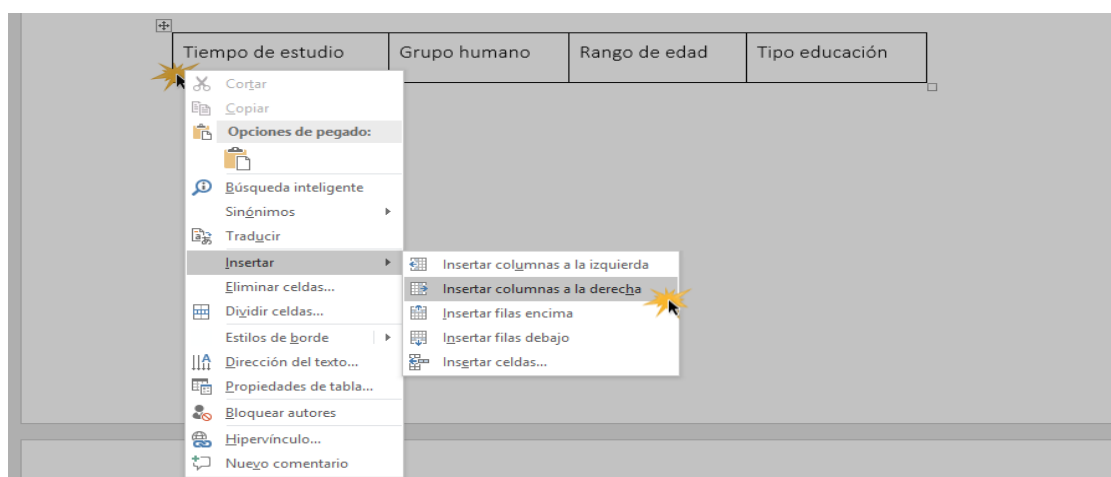 Tiempo de estudio Grupo humano Rango de edad Tipo educación
Cortar
Copiar
Opciones de pegado:
Búsqueda inteligente
Sinónimos
Traducir
Insertar
Eliminar celdas...
Dividir celdas...
Estilos de borde
Dirección del texto...
Propiedades de tabla...
Bloquear autores
Hipervínculo...
Nuevo comentario
Insertar columnas a la izquierda
Insertar columnas a la derecha
Insertar filas encima
Insertar filas debajo
Insertar celdas...